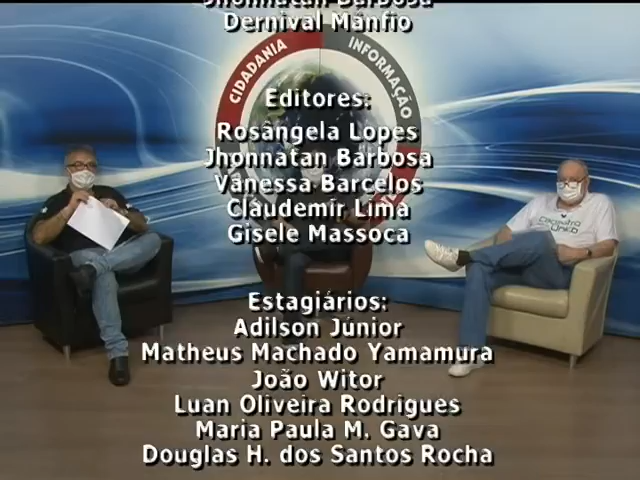 Jhonnatan Barbosa
Dernival Manfio
CIDADANIA
INFORMAÇÃO
Editores:
Rosângela Lopes
Jhonnatan Barbosa
Vanessa Barcelos
Claudemir Lima
Gisele Massoca
Estagiários:
Adilson Júnior
Matheus Machado Yamamura
João Witor
Luan Oliveira Rodrigues
Maria Paula M. Gava
Douglas H. dos Santos Rocha